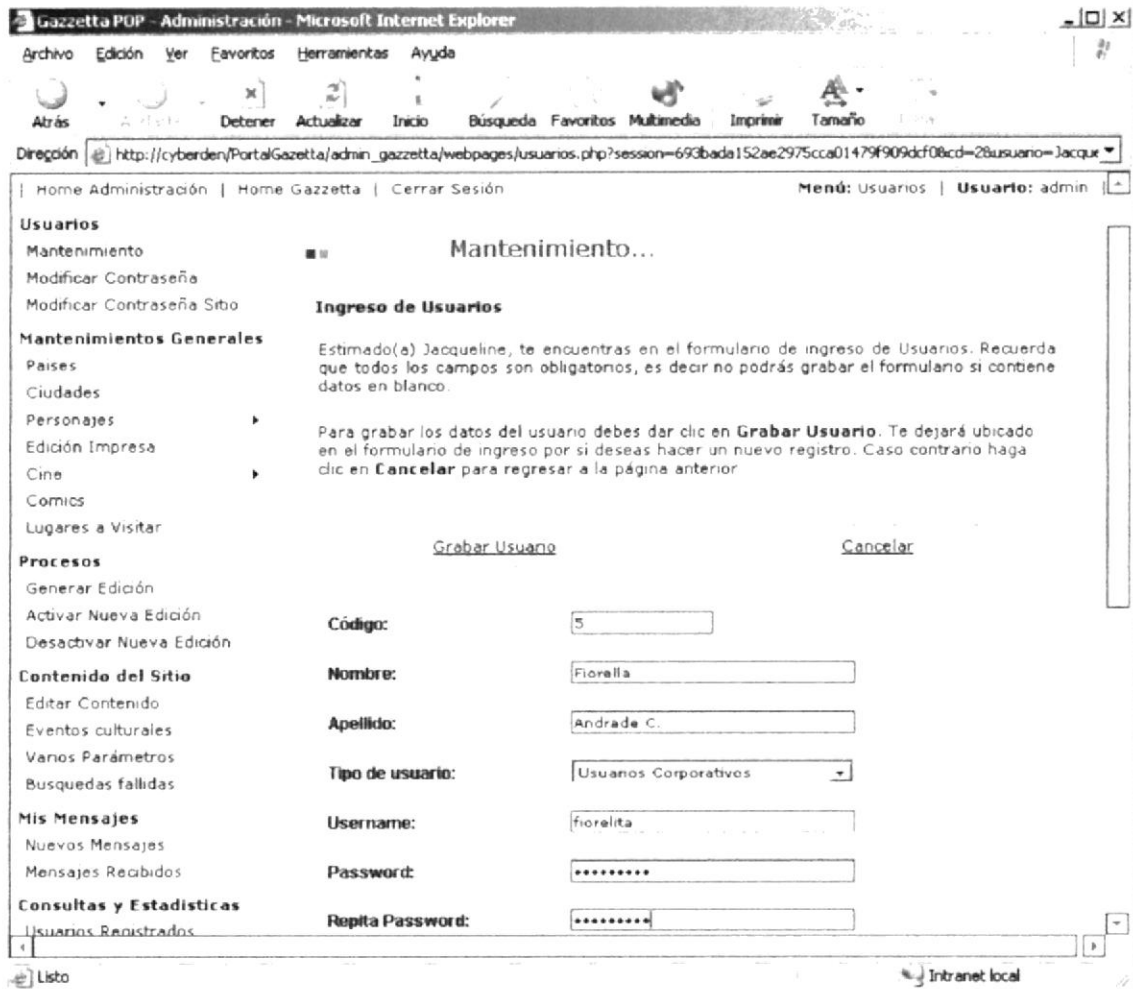 Gazzetta POP - Administración - Microsoft Internet Explorer
Archivo Edición Ver Favoritos Herramientas Ayuda
Atrás Detener Actualizar Inicio Búsqueda Favoritos Multimedia Imprimir Tamaño
Dirección http://cyberden/PortalGazetta/admin_gazzetta/webpages/usuarios.php?session=693bada152ae2975cca01479f909dcf0&cd=2&usuario=Jacque
| Home Administración | Home Gazzetta | Cerrar Sesión Menú: Usuarios | Usuario: admin |
Usuarios
Mantenimiento
Modificar Contraseña
Modificar Contraseña Sitio
Mantenimientos Generales
Paises
Ciudades
Personajes
Edición Impresa
Cine
Comics
Lugares a Visitar
Procesos
Generar Edición
Activar Nueva Edición
Desactivar Nueva Edición
Contenido del Sitio
Editar Contenido
Eventos culturales
Varios Parámetros
Busquedas fallidas
Mis Mensajes
Nuevos Mensajes
Mensajes Recibidos
Consultas y Estadisticas
Usuarios Registrados
Mantenimiento...
Ingreso de Usuarios
Estimado(a) Jacqueline, te encuentras en el formulario de ingreso de Usuarios. Recuerda
que todos los campos son obligatorios, es decir no podrás grabar el formulario si contiene
datos en blanco.
Para grabar los datos del usuario debes dar clic en Grabar Usuario. Te dejará ubicado
en el formulario de ingreso por si deseas hacer un nuevo registro. Caso contrario haga
clic en Cancelar para regresar a la página anterior
Grabar Usuario Cancelar
Código: 5
Nombre: Fiorella
Apellido: Andrade C.
Tipo de usuario: Usuarios Corporativos
Username: fiorelita
Password: •••••••••
Repita Password: •••••••••
Listo Intranet local